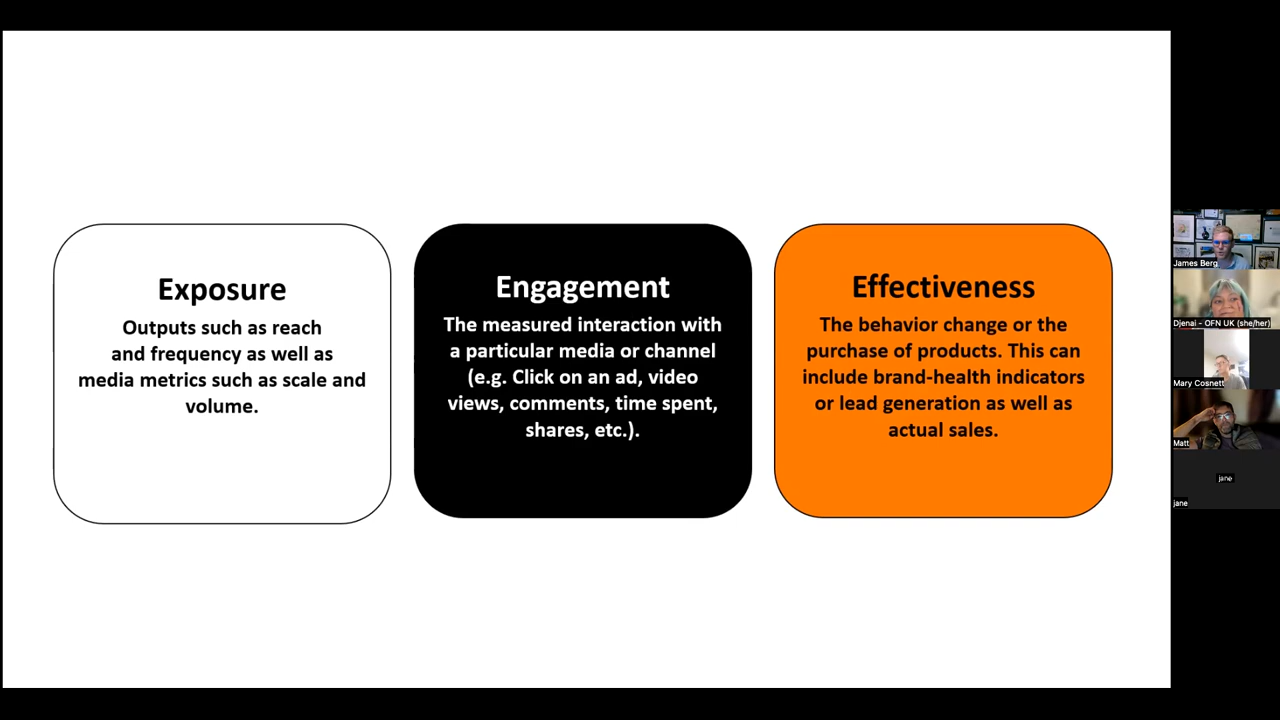 Exposure
Outputs such as reach
and frequency as well as
media metrics such as scale and
volume.
Engagement
The measured interaction with
a particular media or channel
(e.g. Click on an ad, video
views, comments, time spent,
shares, etc.).
Effectiveness
The behavior change or the
purchase of products. This can
include brand-health indicators
or lead generation as well as
actual sales.
James Berg
Djenai - OFN UK (she/her)
Mary Cosnett
Matt
jane
jane